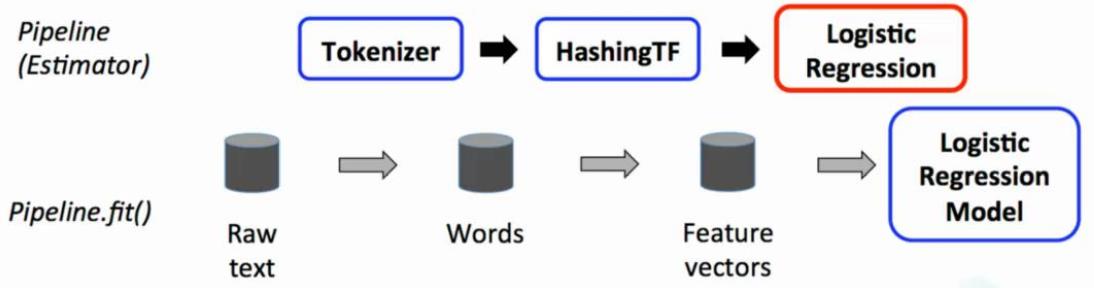 Pipeline
(Estimator)
Tokenizer
HashingTF
Logistic
Regression
Pipeline.fit()
Raw
text
Words
Feature
vectors
Logistic
Regression
Model